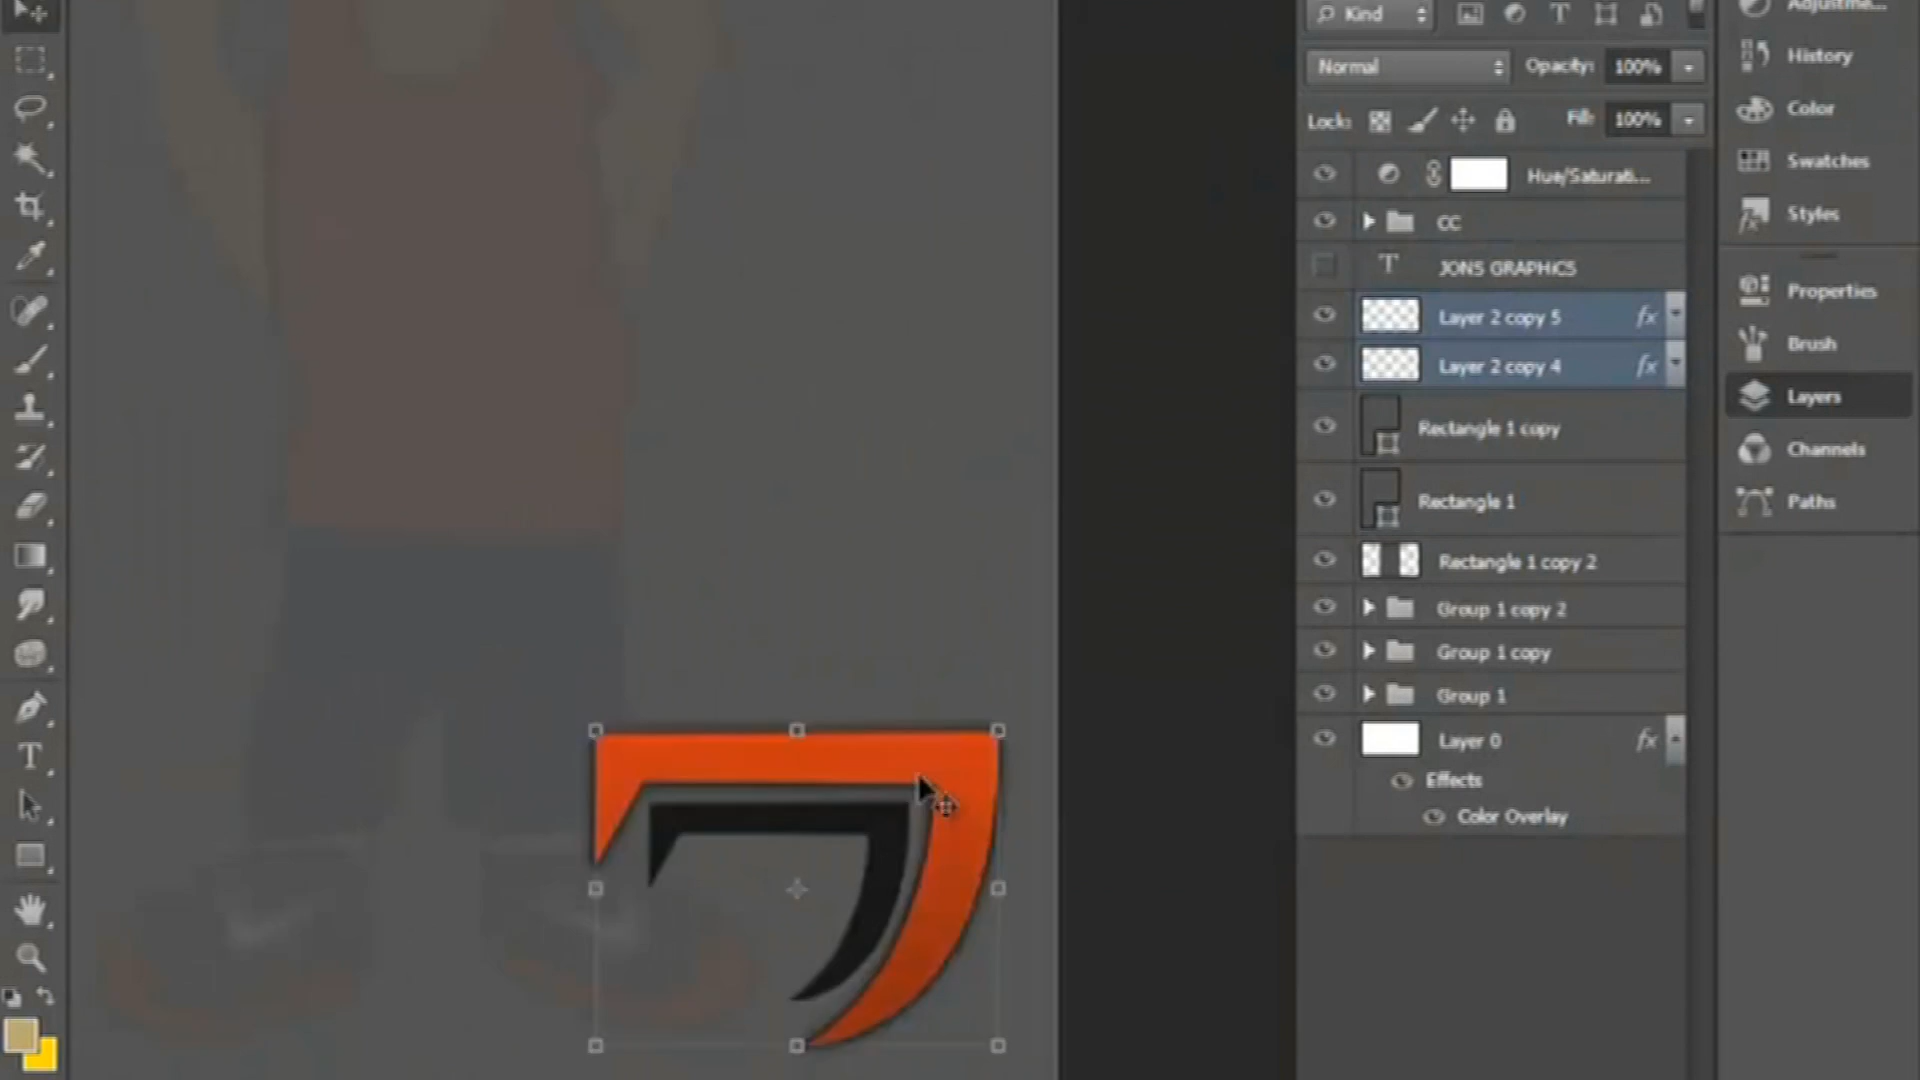 Kind
Normal
Opacity: 100%
Lock:
Fill: 100%
Hue/Saturati...
CC
JONS GRAPHICS
Layer 2 copy 5
fx
Layer 2 copy 4
fx
Rectangle 1 copy
Rectangle 1
Rectangle 1 copy 2
Group 1 copy 2
Group 1 copy
Group 1
Layer 0
fx
Effects
Color Overlay
Adjustme...
History
Color
Swatches
Styles
Properties
Brush
Layers
Channels
Paths